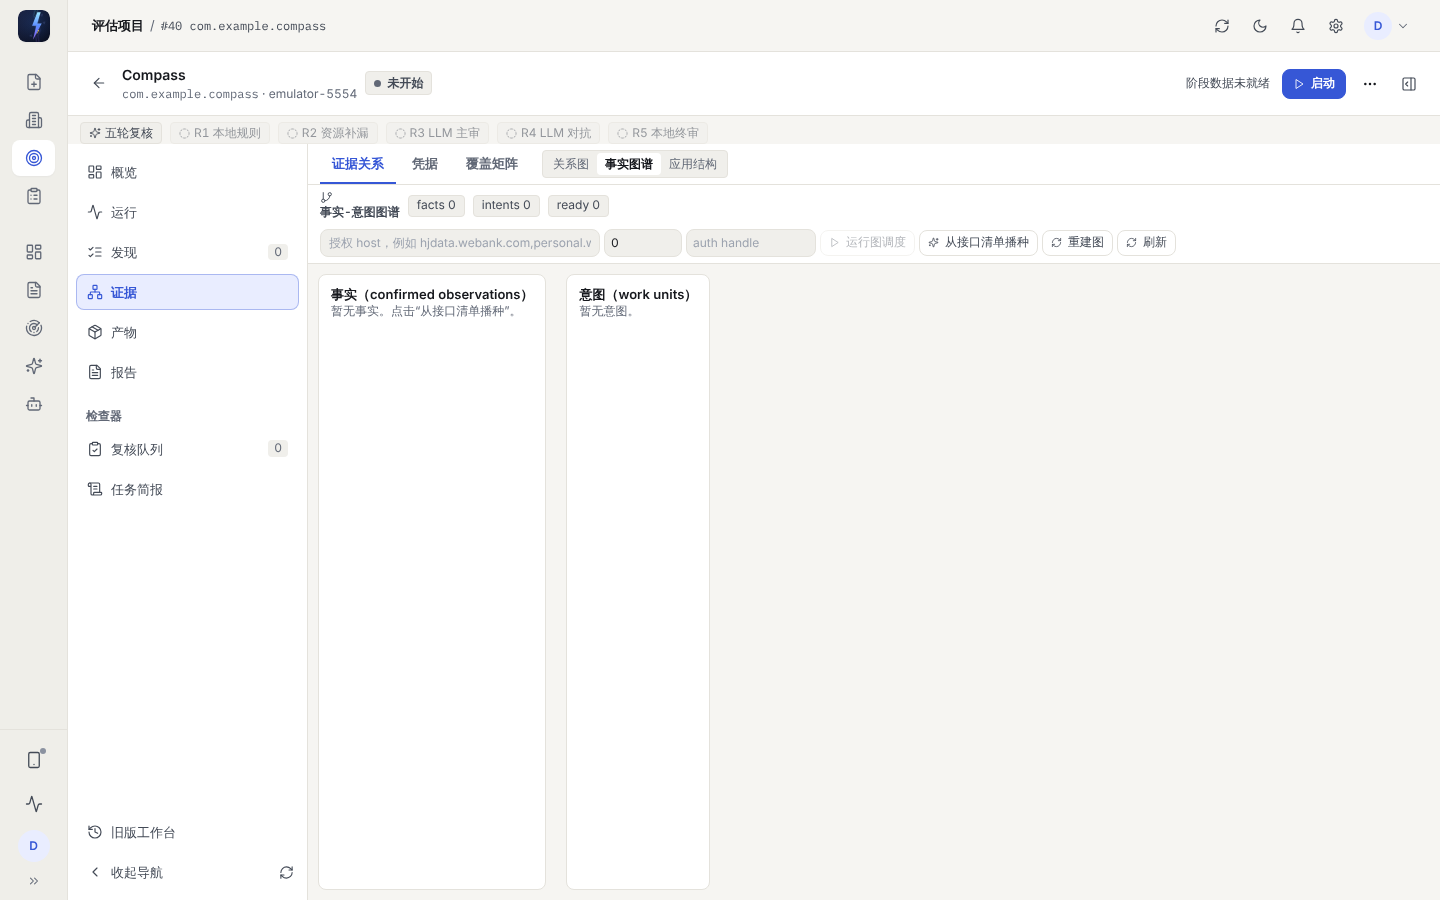 评估项目 / #40 com.example.compass
D
Compass
com.example.compass · emulator-5554
未开始
阶段数据未就绪
启动
五轮复核
R1 本地规则
R2 资源补漏
R3 LLM 主审
R4 LLM 对抗
R5 本地终审
概览
运行
发现 0
证据
产物
报告
检查器
复核队列 0
任务简报
旧版工作台
收起导航
D
证据关系
凭据
覆盖矩阵
关系图
事实图谱
应用结构
事实-意图图谱
facts 0
intents 0
ready 0
授权 host，例如 hjdata.webank.com,personal.v
0
auth handle
运行图调度
从接口清单播种
重建图
刷新
事实（confirmed observations）
暂无事实。点击“从接口清单播种”。
意图（work units）
暂无意图。